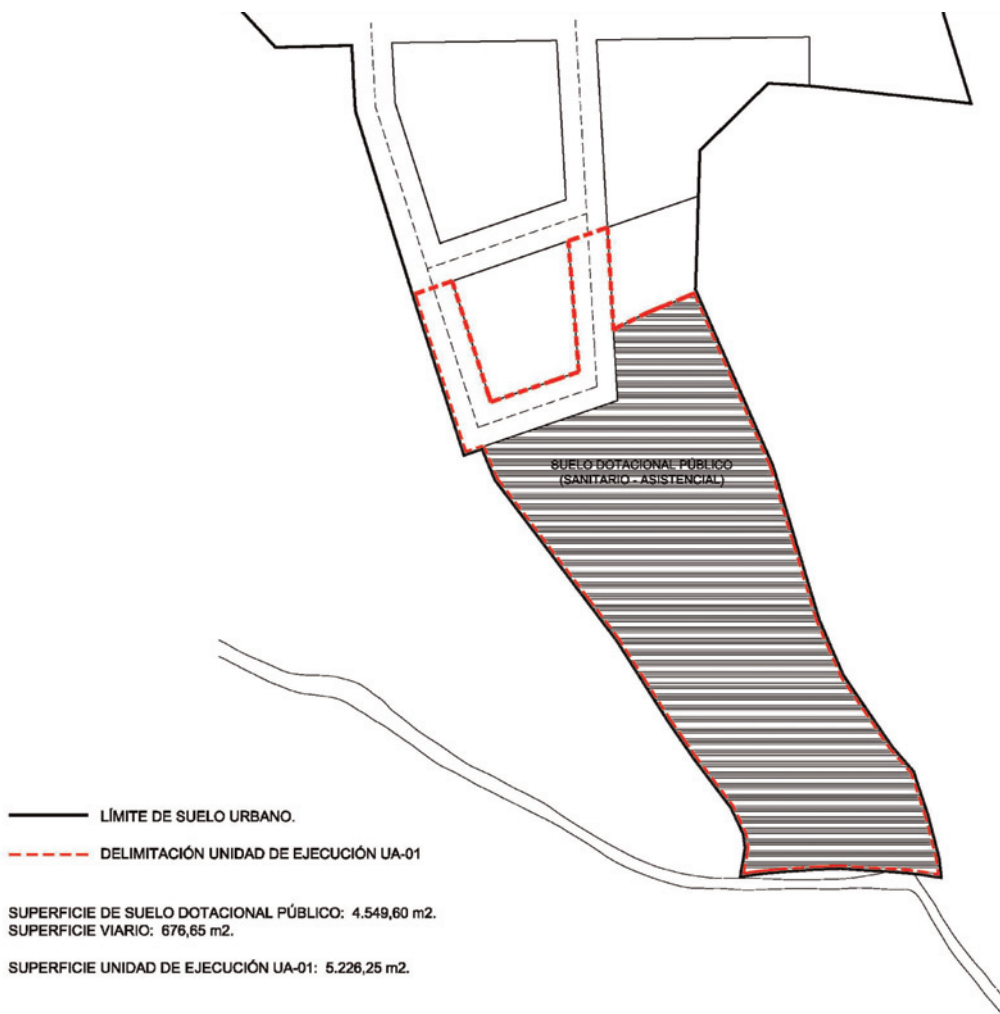 SUELO DOTACIONAL PÚBLICO
(SANITARIO - ASISTENCIAL)
LÍMITE DE SUELO URBANO.
DELIMITACIÓN UNIDAD DE EJECUCIÓN UA-01
SUPERFICIE DE SUELO DOTACIONAL PÚBLICO: 4.549,60 m2.
SUPERFICIE VIARIO: 676,65 m2.
SUPERFICIE UNIDAD DE EJECUCIÓN UA-01: 5.226,25 m2.